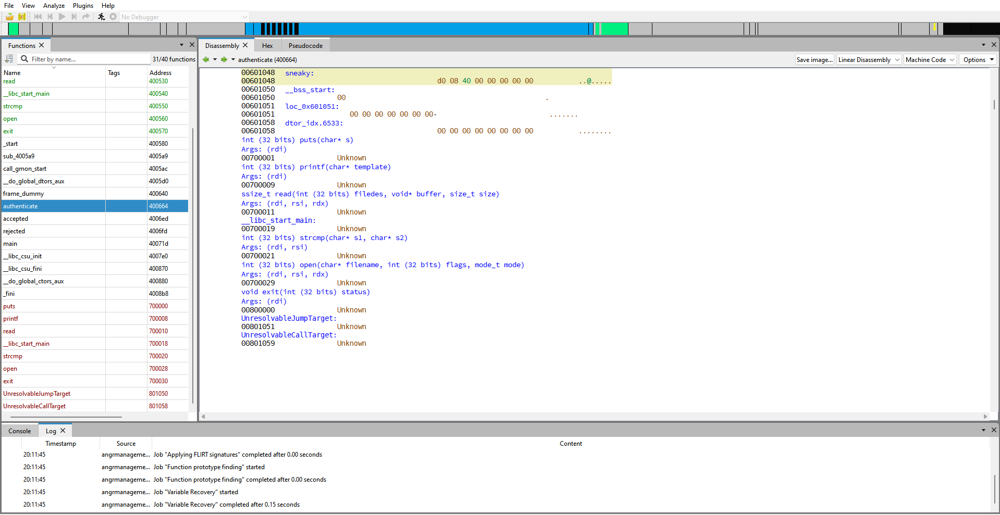 File View Analyze Plugins Help
No Debugger
Functions
Filter by name... 31/40 functions
Name Tags Address
read 400530
__libc_start_main 400540
strcmp 400550
open 400560
exit 400570
_start 400580
sub_4005a9 4005a9
call_gmon_start 4005ac
__do_global_dtors_aux 4005d0
frame_dummy 400640
authenticate 400664
accepted 4006ed
rejected 4006fd
main 40071d
__libc_csu_init 4007e0
__libc_csu_fini 400870
__do_global_ctors_aux 400880
_fini 4008b8
puts 700000
printf 700008
read 700010
__libc_start_main 700018
strcmp 700020
open 700028
exit 700030
UnresolvableJumpTarget 801050
UnresolvableCallTarget 801058
Disassembly Hex Pseudocode
authenticate (400664) Save image... Linear Disassembly Machine Code Options
00601048 sneaky:
00601048 d0 08 40 00 00 00 00 00 ..@.....
00601050 __bss_start:
00601050 00 .
00601051 loc_0x601051:
00601051 00 00 00 00 00 00 00- .......
00601058 dtor_idx.6533:
00601058 00 00 00 00 00 00 00 00 ........
int (32 bits) puts(char* s)
Args: (rdi)
00700001 Unknown
int (32 bits) printf(char* template)
Args: (rdi)
00700009 Unknown
ssize_t read(int (32 bits) filedes, void* buffer, size_t size)
Args: (rdi, rsi, rdx)
00700011 Unknown
__libc_start_main:
00700019 Unknown
int (32 bits) strcmp(char* s1, char* s2)
Args: (rdi, rsi)
00700021 Unknown
int (32 bits) open(char* filename, int (32 bits) flags, mode_t mode)
Args: (rdi, rsi, rdx)
00700029 Unknown
void exit(int (32 bits) status)
Args: (rdi)
00800000 Unknown
UnresolvableJumpTarget:
00801051 Unknown
UnresolvableCallTarget:
00801059 Unknown
Console Log
Timestamp Source Content
20:11:45 angrmanageme... Job "Applying FLIRT signatures" completed after 0.00 seconds
20:11:45 angrmanageme... Job "Function prototype finding" started
20:11:45 angrmanageme... Job "Function prototype finding" completed after 0.00 seconds
20:11:45 angrmanageme... Job "Variable Recovery" started
20:11:45 angrmanageme... Job "Variable Recovery" completed after 0.15 seconds